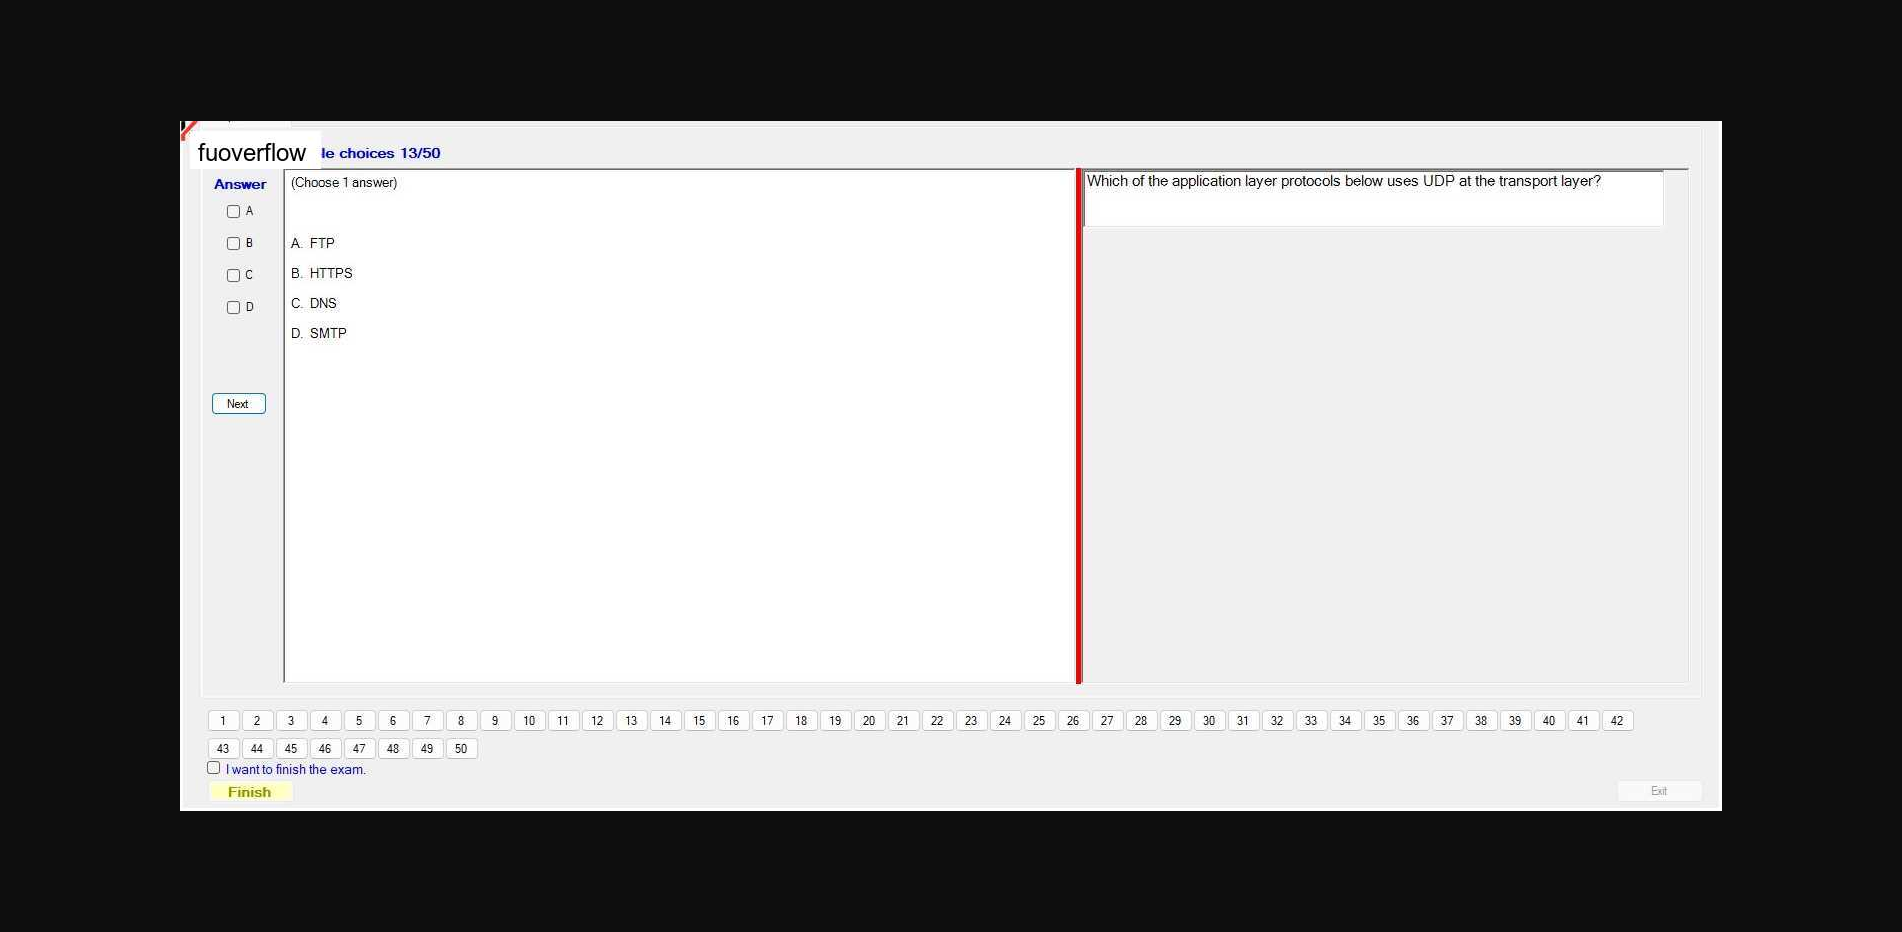 fuoverflow le choices 13/50
Answer
(Choose 1 answer)
Which of the application layer protocols below uses UDP at the transport layer?
A
B
C
D
A. FTP
B. HTTPS
C. DNS
D. SMTP
Next
1 2 3 4 5 6 7 8 9 10 11 12 13 14 15 16 17 18 19 20 21 22 23 24 25 26 27 28 29 30 31 32 33 34 35 36 37 38 39 40 41 42
43 44 45 46 47 48 49 50
I want to finish the exam.
Finish
Exit